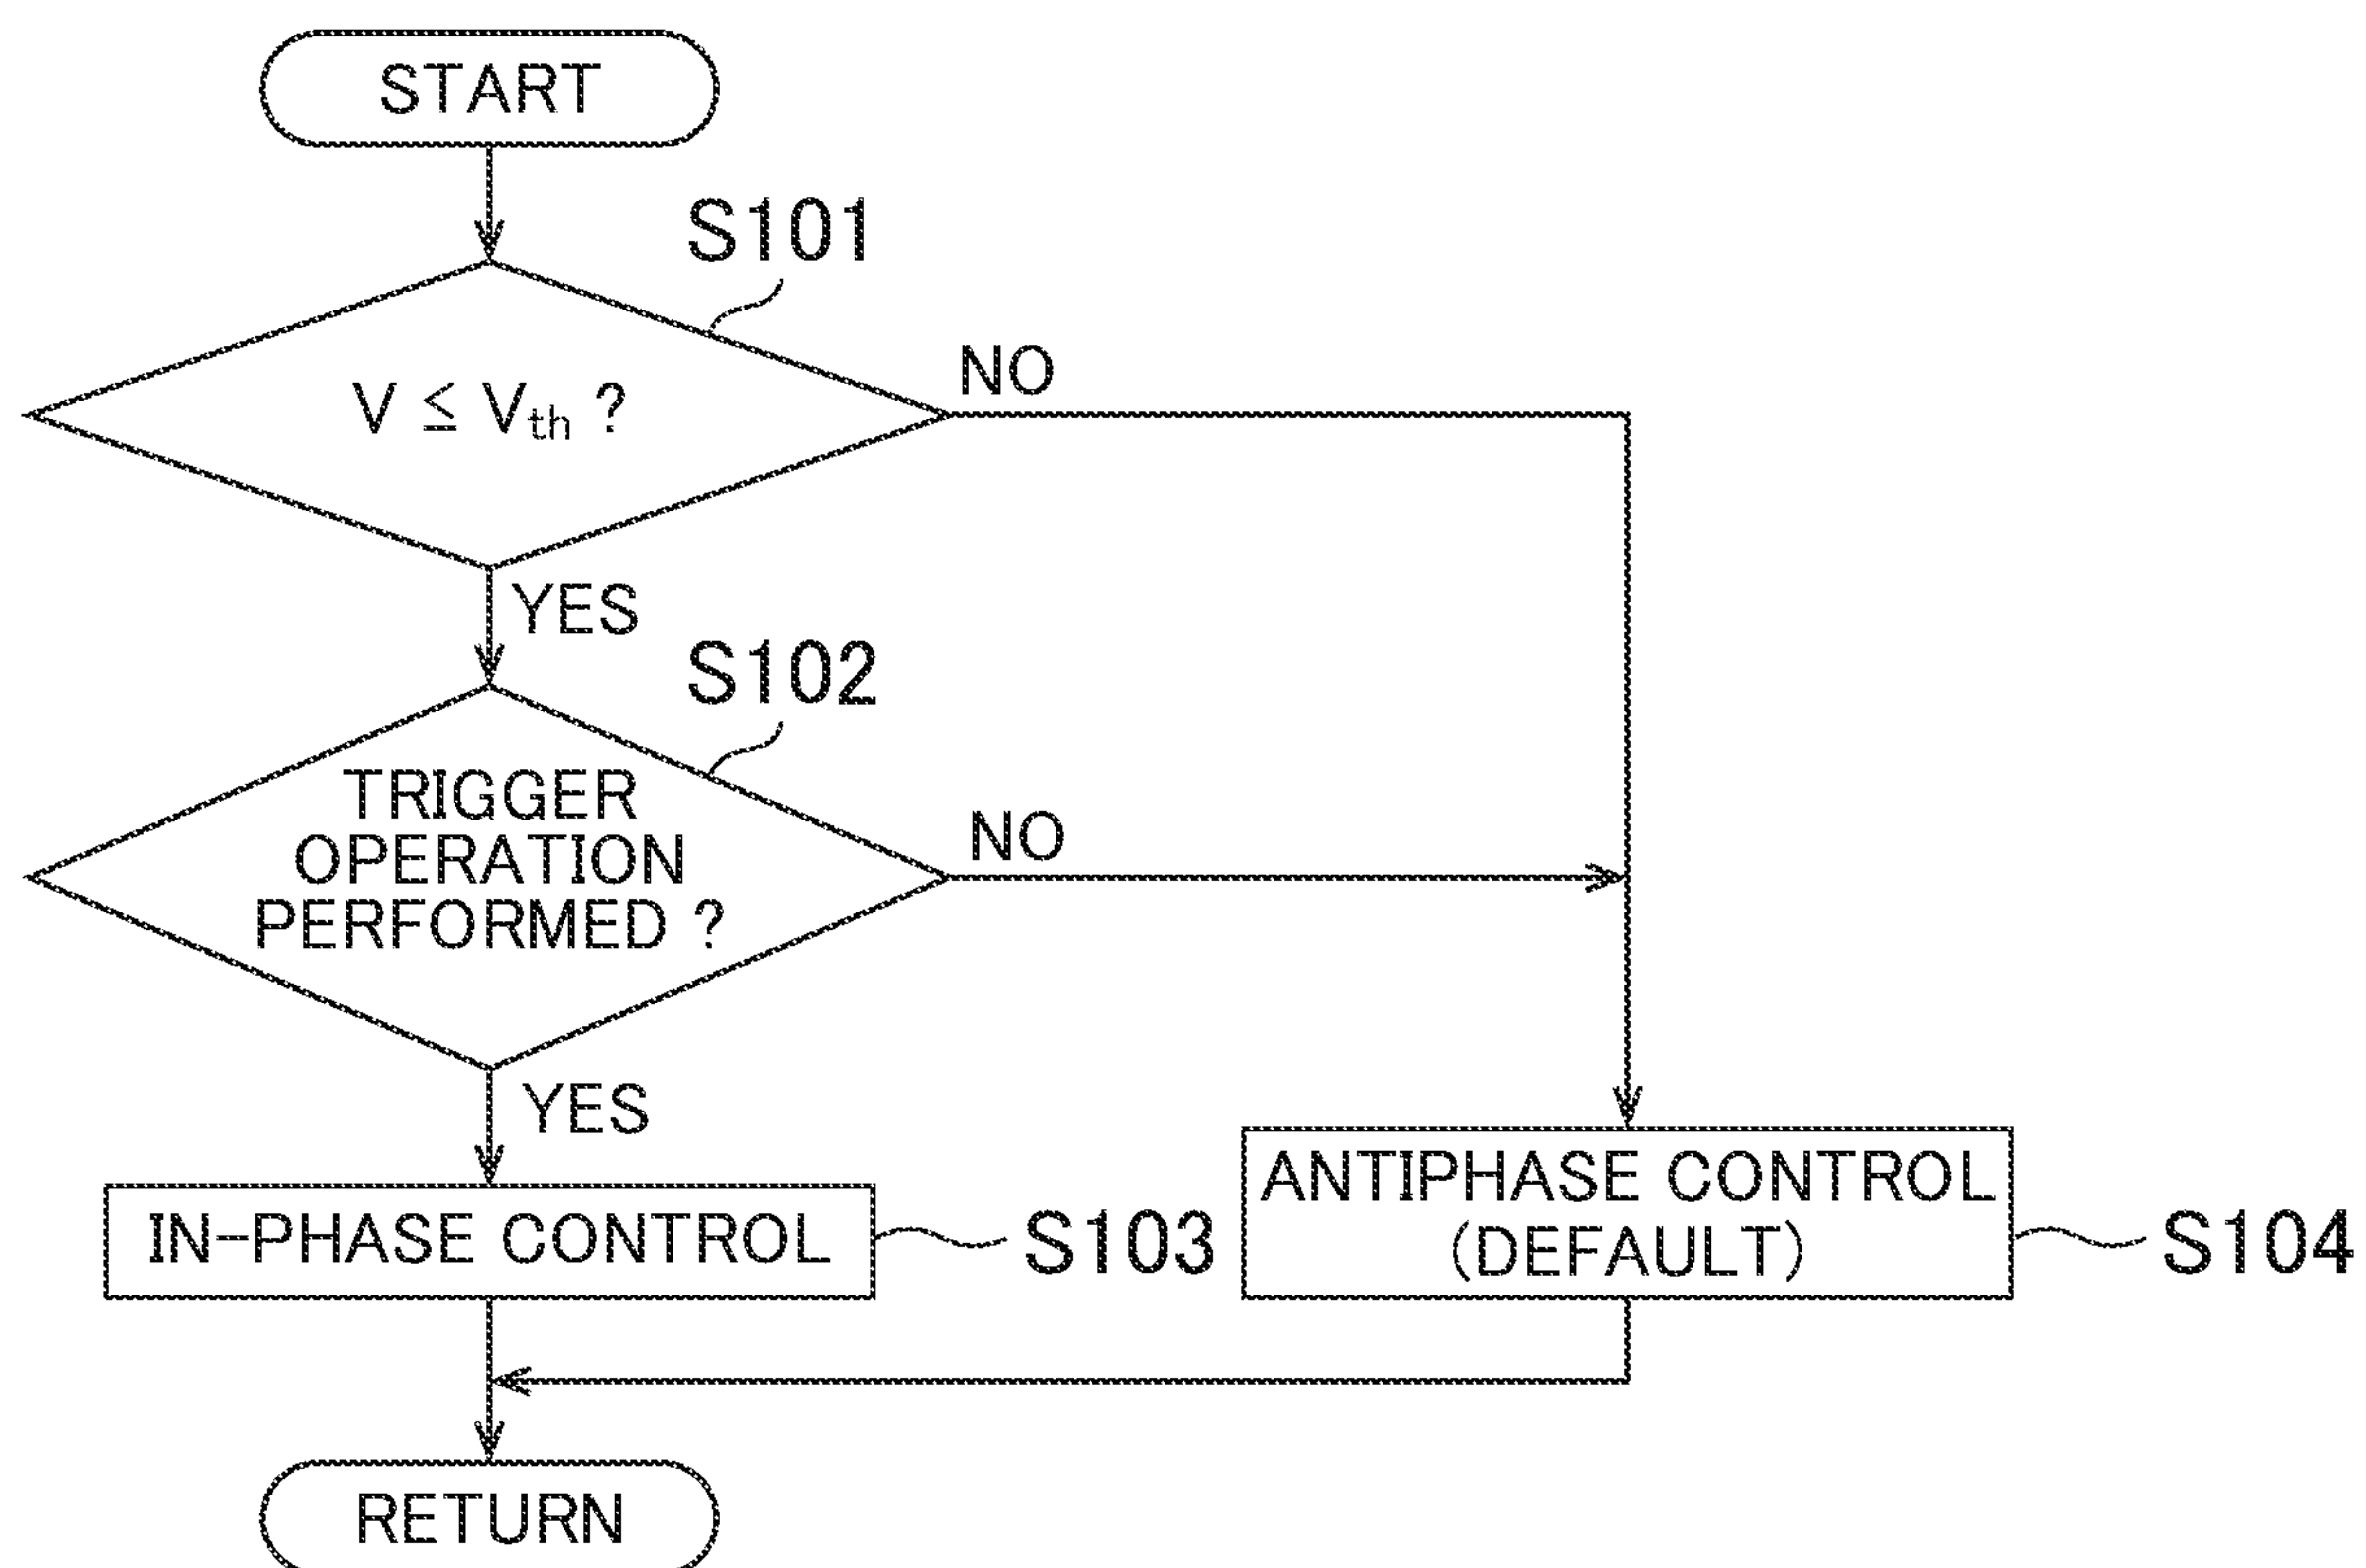 START
S101
V ≦ Vth ?
NO
YES
S102
TRIGGER
OPERATION
PERFORMED ?
NO
YES
IN-PHASE CONTROL
S103
ANTIPHASE CONTROL
(DEFAULT)
S104
RETURN